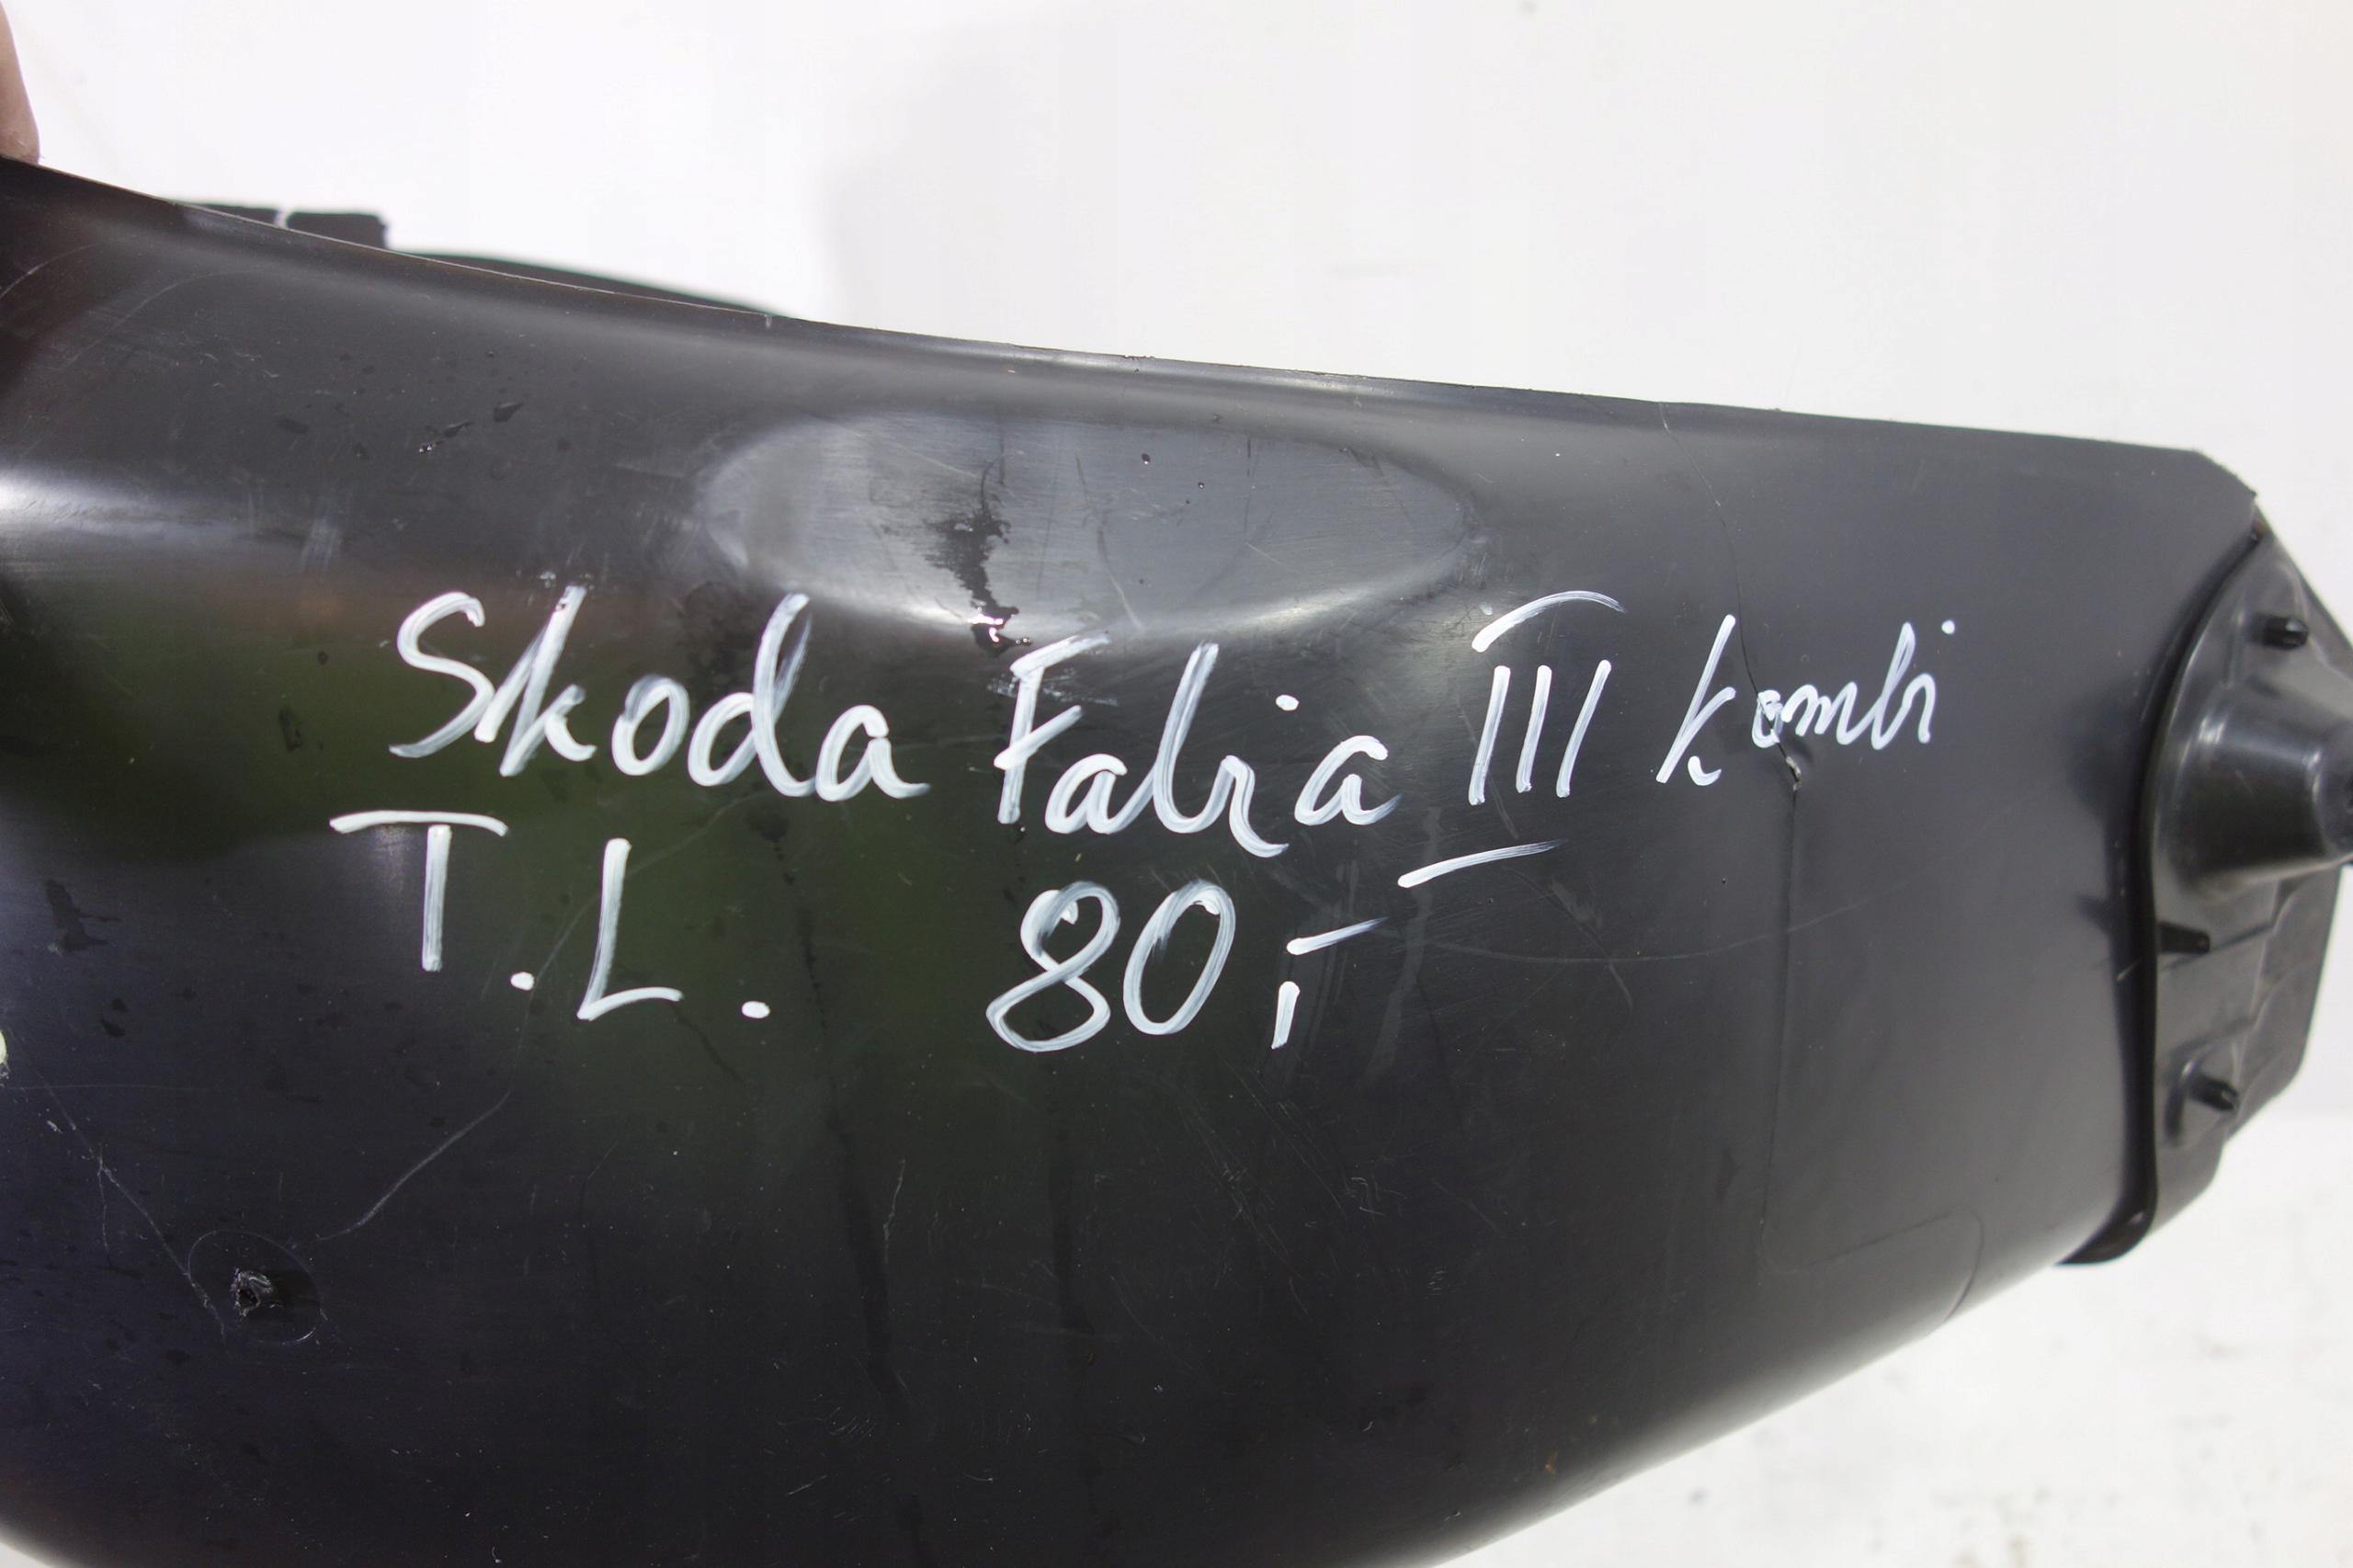 Skoda Fabia III kombi
T.L. 80,-